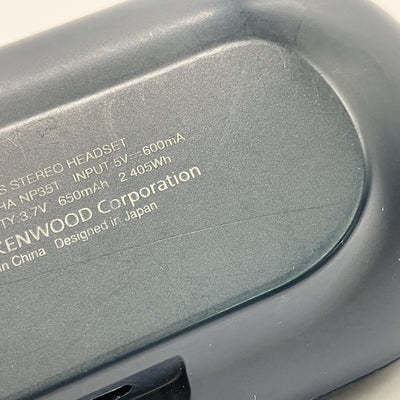 S STEREO HEADSET
HA NP35T INPUT 5V⎓600mA
TY:3.7V 650mAh 2.405Wh
KENWOOD Corporation
in China Designed in Japan